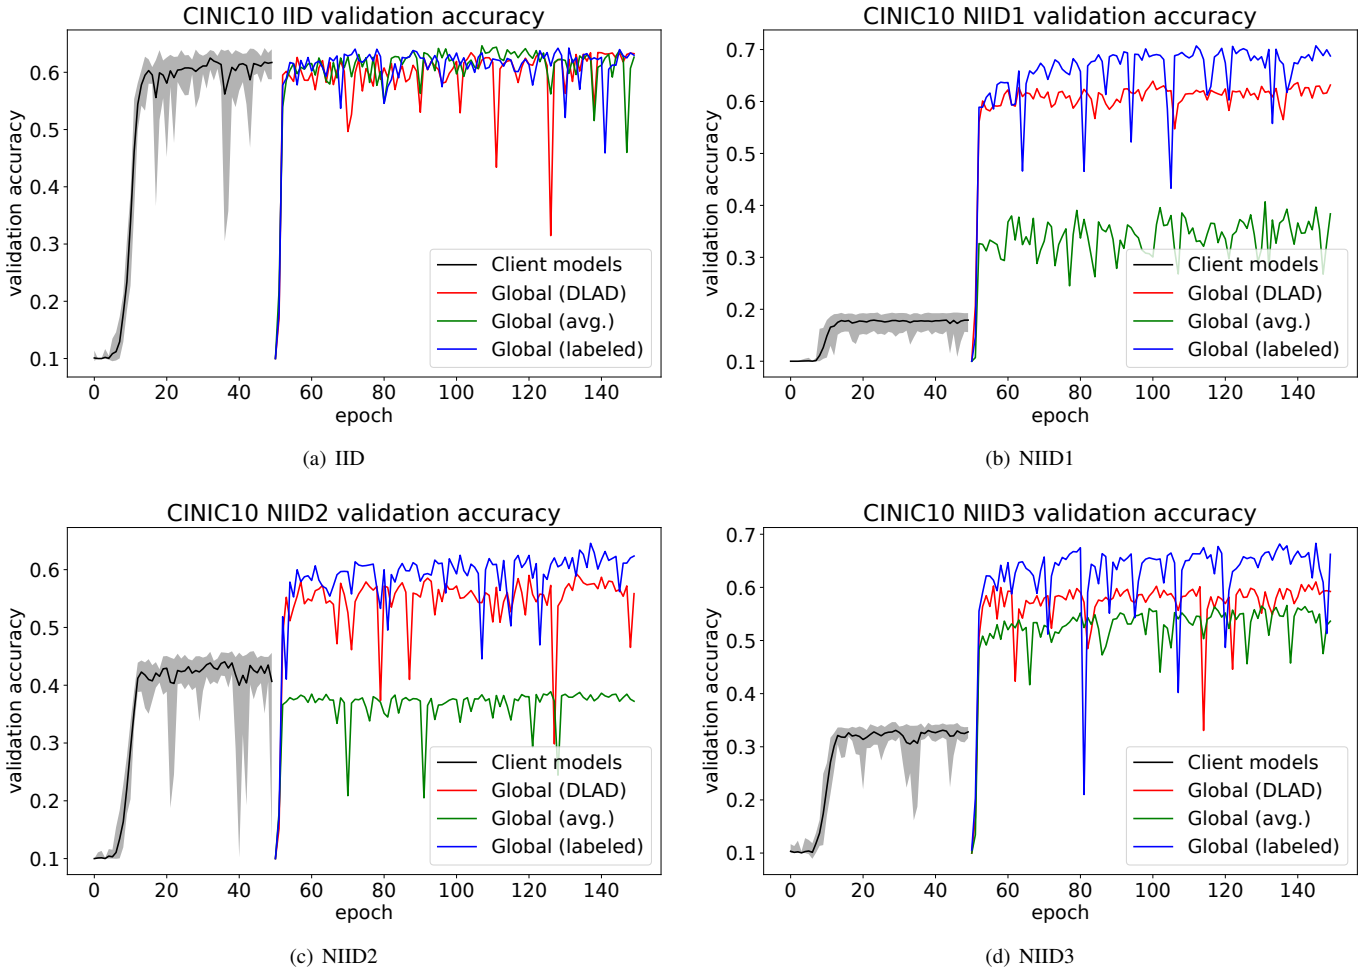 CINIC10 IID validation accuracy
validation accuracy
0.6
0.5
0.4
0.3
0.2
0.1
Client models
Global (DLAD)
Global (avg.)
Global (labeled)
0 20 40 60 80 100 120 140
epoch
(a) IID
CINIC10 NIID1 validation accuracy
validation accuracy
0.7
0.6
0.5
0.4
0.3
0.2
0.1
Client models
Global (DLAD)
Global (avg.)
Global (labeled)
0 20 40 60 80 100 120 140
epoch
(b) NIID1
CINIC10 NIID2 validation accuracy
validation accuracy
0.6
0.5
0.4
0.3
0.2
0.1
Client models
Global (DLAD)
Global (avg.)
Global (labeled)
0 20 40 60 80 100 120 140
epoch
(c) NIID2
CINIC10 NIID3 validation accuracy
validation accuracy
0.7
0.6
0.5
0.4
0.3
0.2
0.1
Client models
Global (DLAD)
Global (avg.)
Global (labeled)
0 20 40 60 80 100 120 140
epoch
(d) NIID3